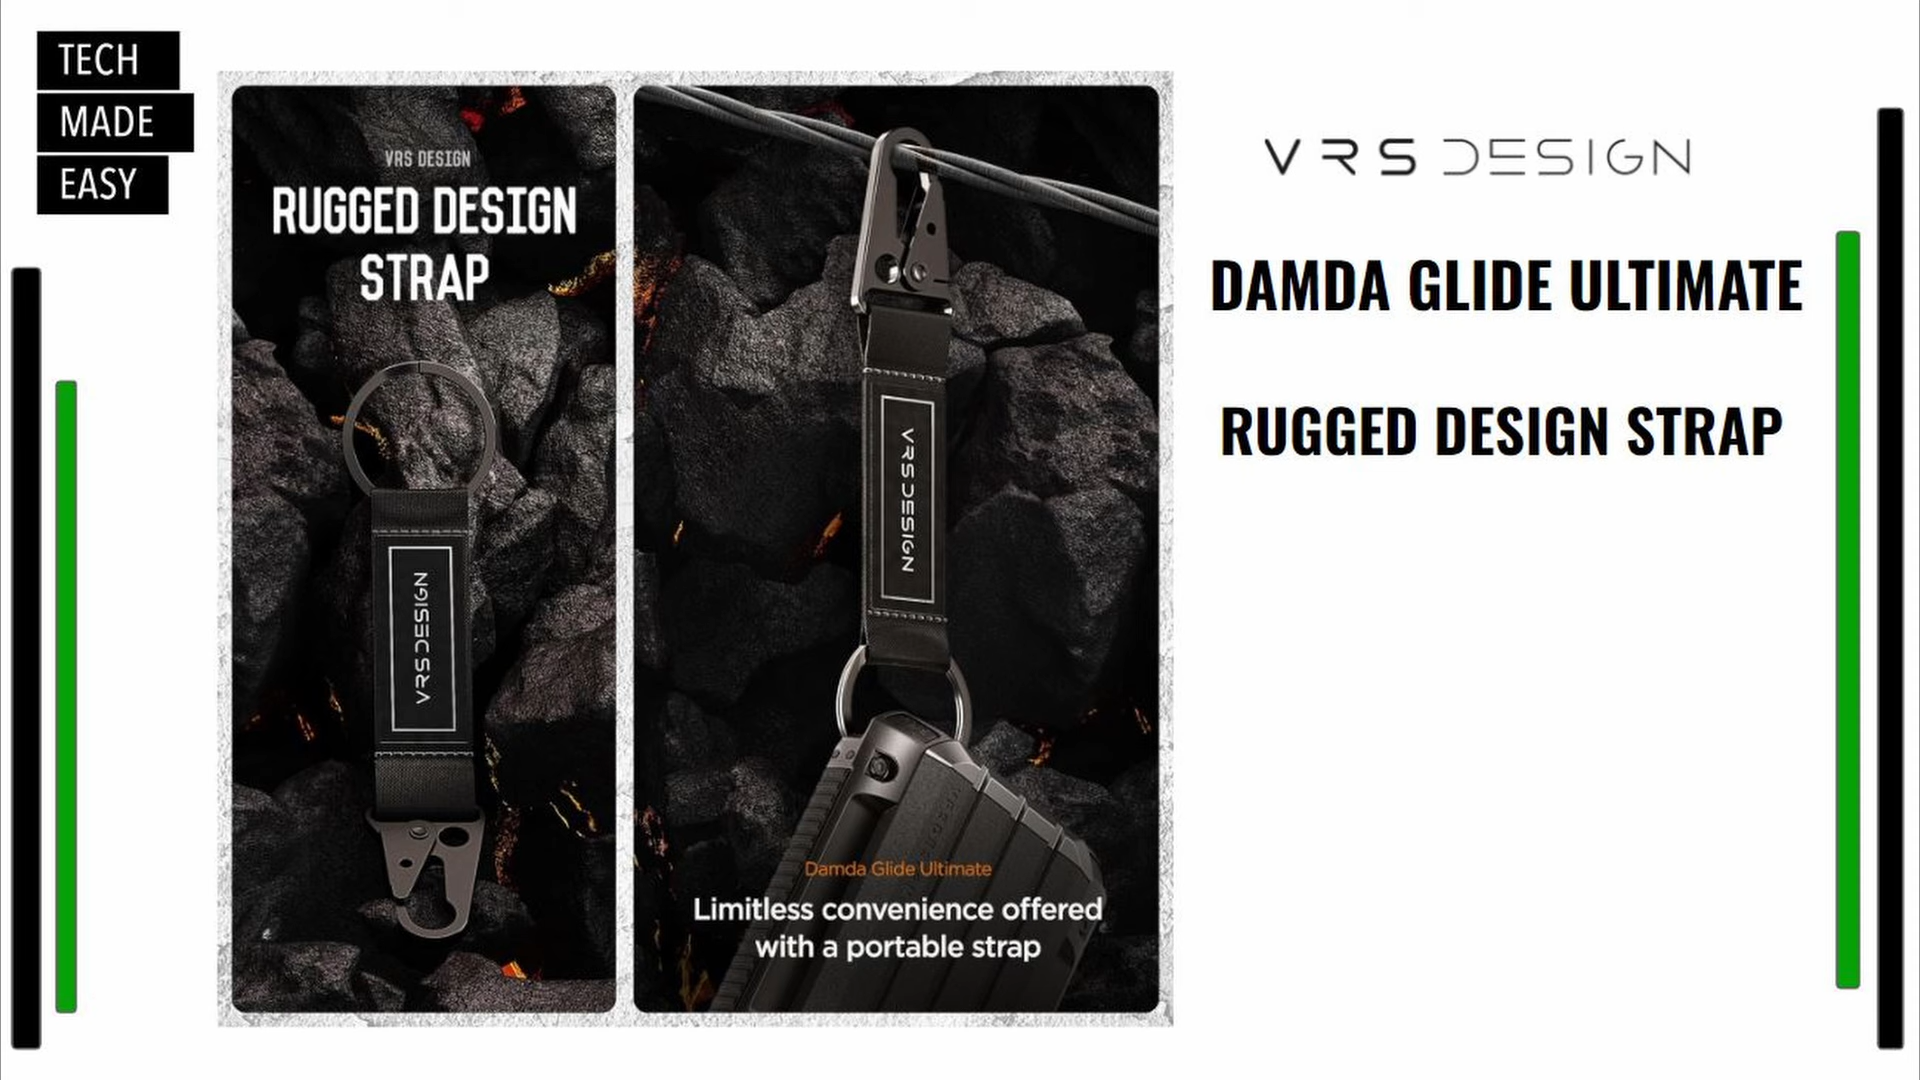 TECH
MADE
EASY
VRS DESIGN
RUGGED DESIGN
STRAP
VRS DESIGN
VRS DESIGN
Damda Glide Ultimate
Limitless convenience offered
with a portable strap
VRS DESIGN
DAMDA GLIDE ULTIMATE
RUGGED DESIGN STRAP